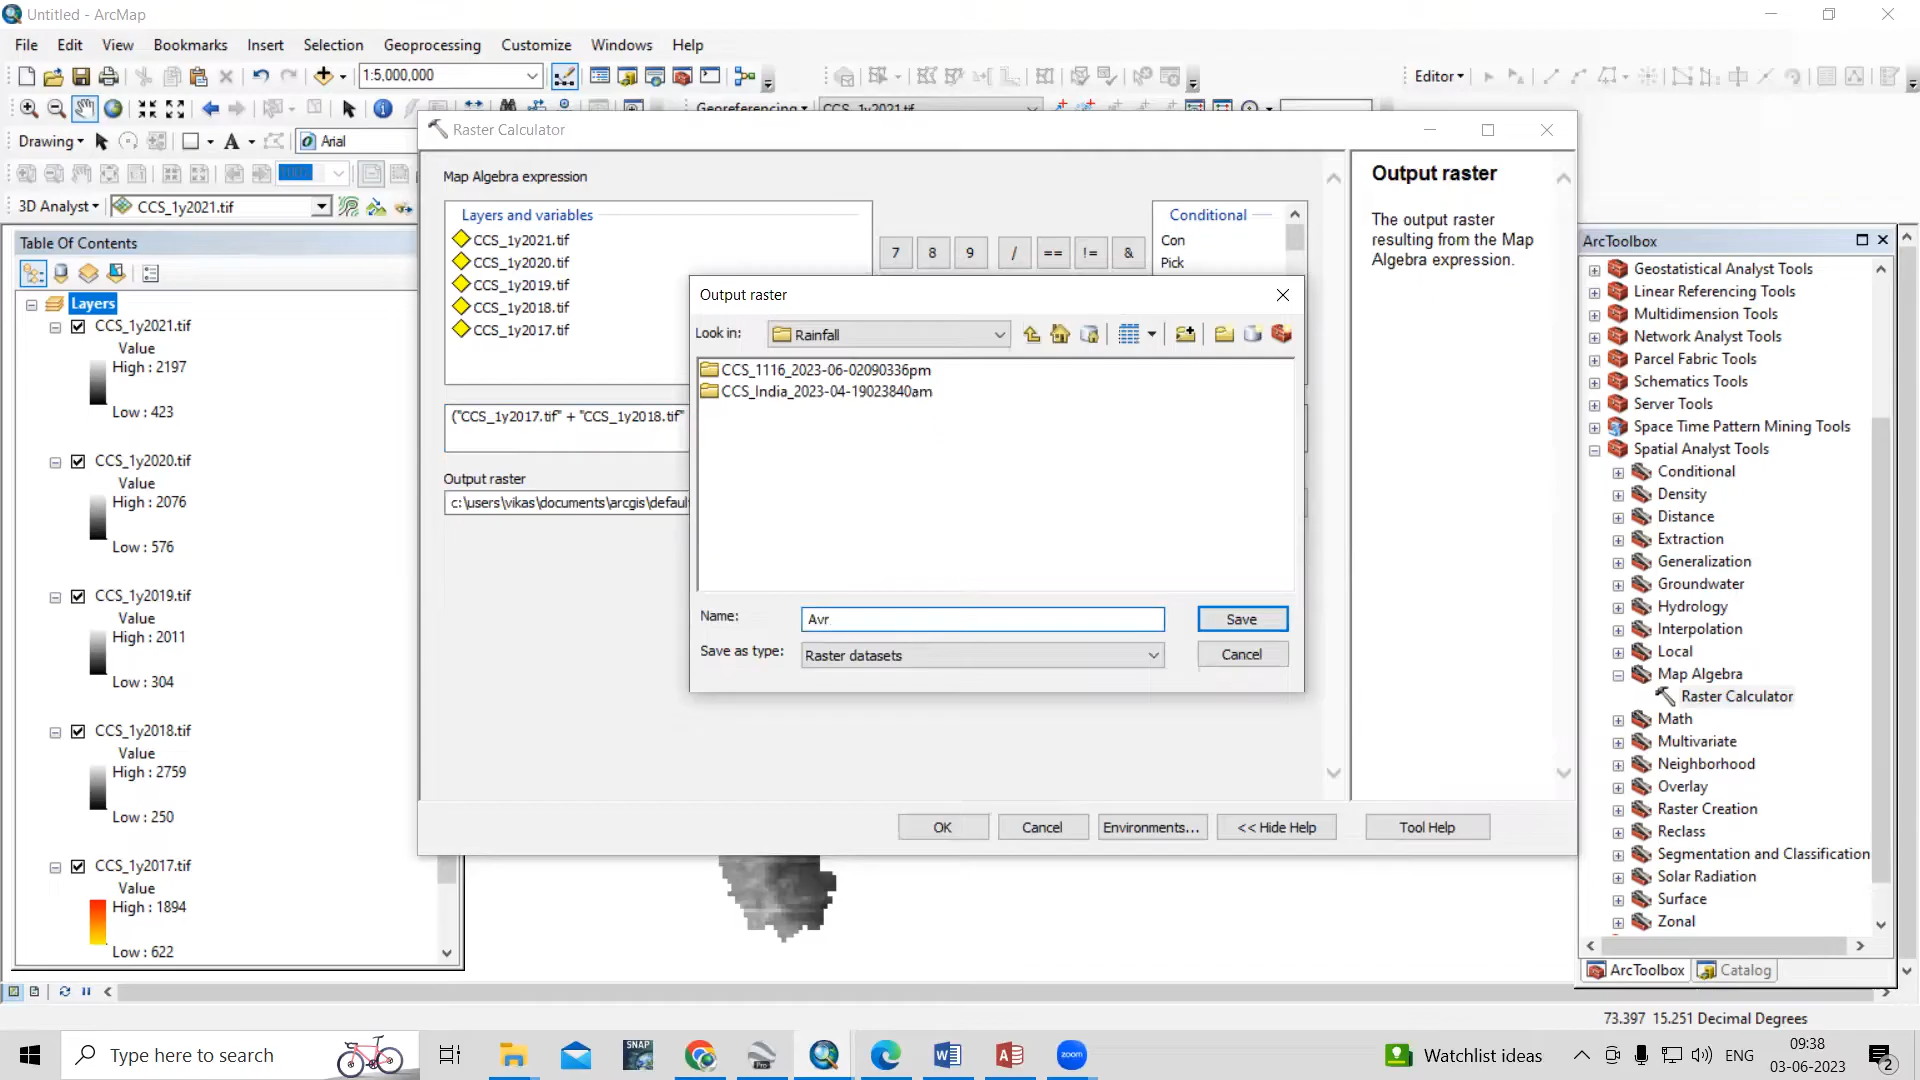 Untitled - ArcMap
File Edit View Bookmarks Insert Selection Geoprocessing Customize Windows Help
1:5,000,000
Editor
Georeferencing CCS_1y2021.tif
Drawing A Arial
3D Analyst CCS_1y2021.tif
Table Of Contents
Layers
CCS_1y2021.tif
Value
High : 2197
Low : 423
CCS_1y2020.tif
Value
High : 2076
Low : 576
CCS_1y2019.tif
Value
High : 2011
Low : 304
CCS_1y2018.tif
Value
High : 2759
Low : 250
CCS_1y2017.tif
Value
High : 1894
Low : 622
Raster Calculator
Map Algebra expression
Layers and variables
CCS_1y2021.tif
CCS_1y2020.tif
CCS_1y2019.tif
CCS_1y2018.tif
CCS_1y2017.tif
7 8 9 / == != &
Conditional
Con
Pick
("CCS_1y2017.tif" + "CCS_1y2018.tif"
Output raster
c:\users\vikas\documents\arcgis\defaul
Output raster
Look in: Rainfall
CCS_1116_2023-06-02090336pm
CCS_India_2023-04-19023840am
Name: Avr Save
Save as type: Raster datasets Cancel
OK Cancel Environments... << Hide Help Tool Help
Output raster
The output raster
resulting from the Map
Algebra expression.
ArcToolbox
Geostatistical Analyst Tools
Linear Referencing Tools
Multidimension Tools
Network Analyst Tools
Parcel Fabric Tools
Schematics Tools
Server Tools
Space Time Pattern Mining Tools
Spatial Analyst Tools
Conditional
Density
Distance
Extraction
Generalization
Groundwater
Hydrology
Interpolation
Local
Map Algebra
Raster Calculator
Math
Multivariate
Neighborhood
Overlay
Raster Creation
Reclass
Segmentation and Classification
Solar Radiation
Surface
Zonal
ArcToolbox Catalog
73.397 15.251 Decimal Degrees
Type here to search
SNAP
Pro
zoom
Watchlist ideas
ENG
09:38
03-06-2023
2